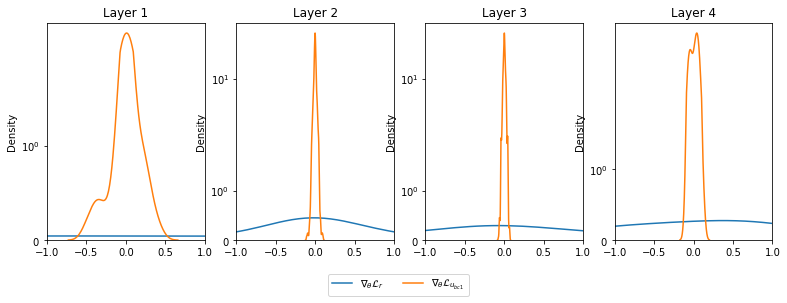 Layer 1 Layer 2 Layer 3 Layer 4
Density Density Density Density
10¹ 10¹
10⁰ 10⁰ 10⁰ 10⁰
0 0 0 0
−1.0 −0.5 0.0 0.5 1.0 −1.0 −0.5 0.0 0.5 1.0 −1.0 −0.5 0.0 0.5 1.0 −1.0 −0.5 0.0 0.5 1.0
∇θℒr ∇θℒu_bc1